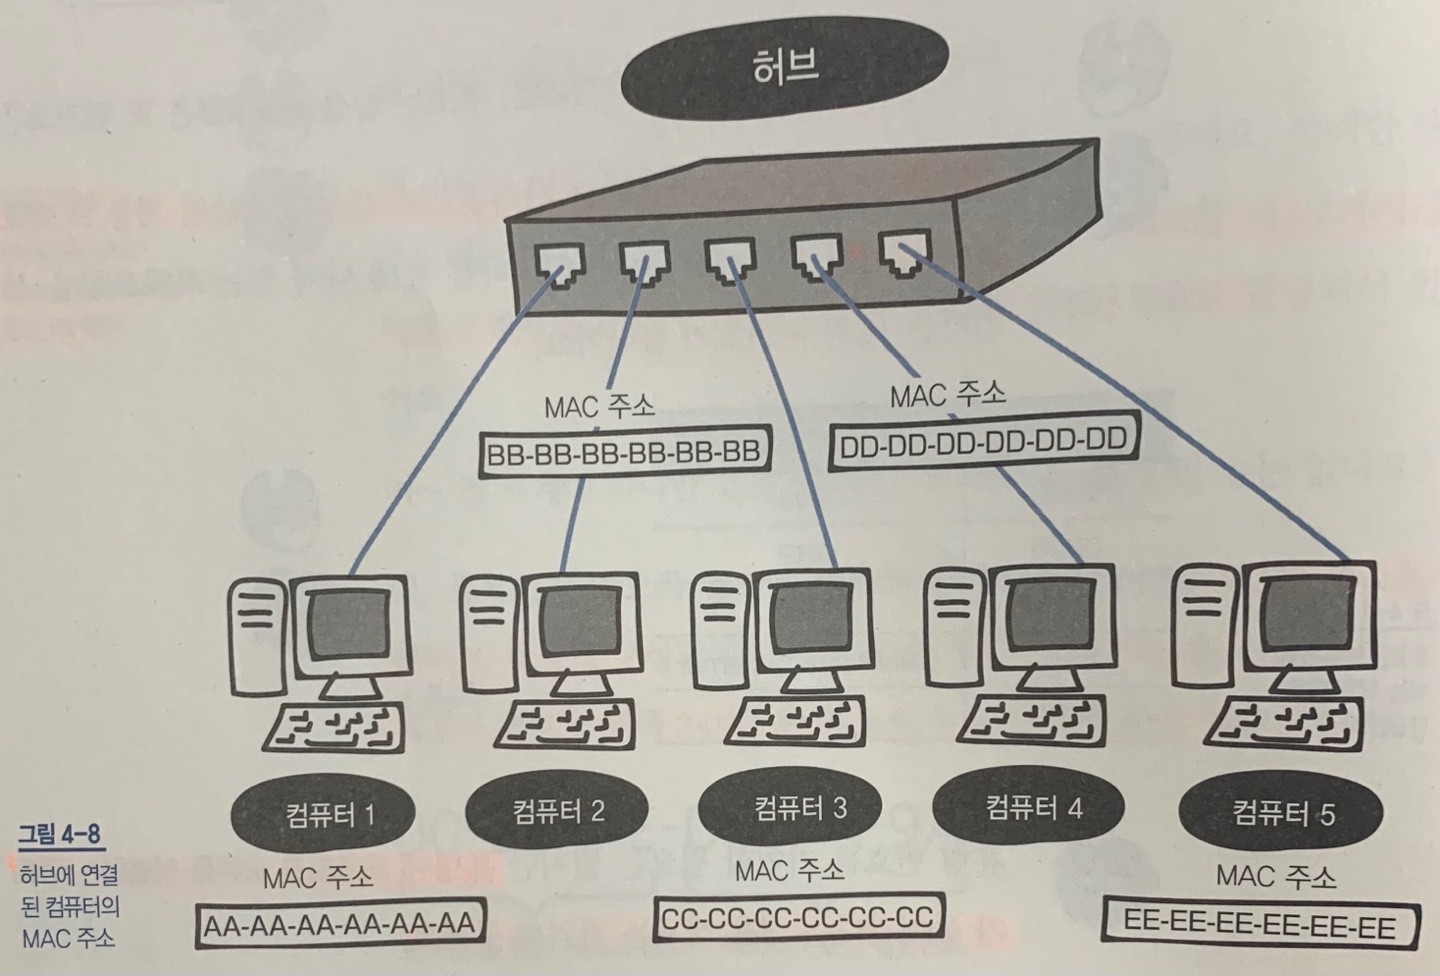 허브
MAC 주소
BB-BB-BB-BB-BB-BB
MAC 주소
DD-DD-DD-DD-DD-DD
컴퓨터 1
컴퓨터 2
컴퓨터 3
컴퓨터 4
컴퓨터 5
MAC 주소
AA-AA-AA-AA-AA-AA
MAC 주소
CC-CC-CC-CC-CC-CC
MAC 주소
EE-EE-EE-EE-EE-EE
그림 4-8
허브에 연결
된 컴퓨터의
MAC 주소